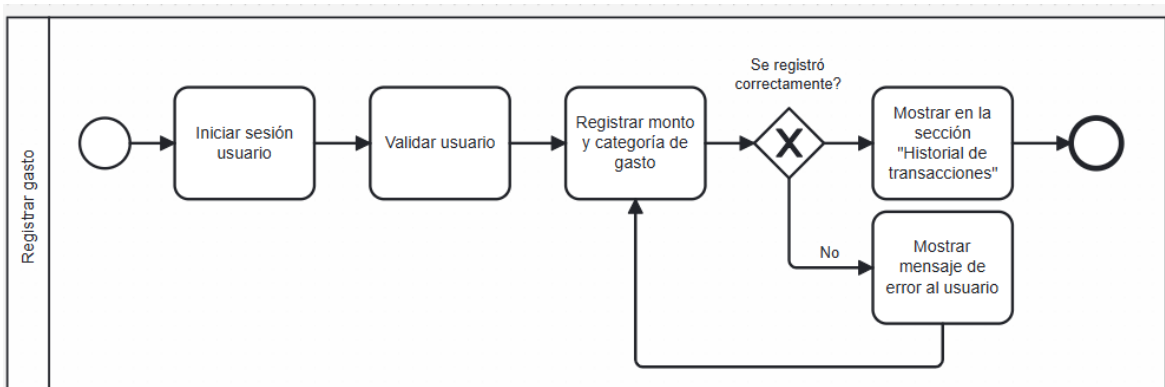 Registrar gasto
Iniciar sesión
usuario
Validar usuario
Registrar monto
y categoría de
gasto
Se registró
correctamente?
Mostrar en la
sección
"Historial de
transacciones"
No
Mostrar
mensaje de
error al usuario